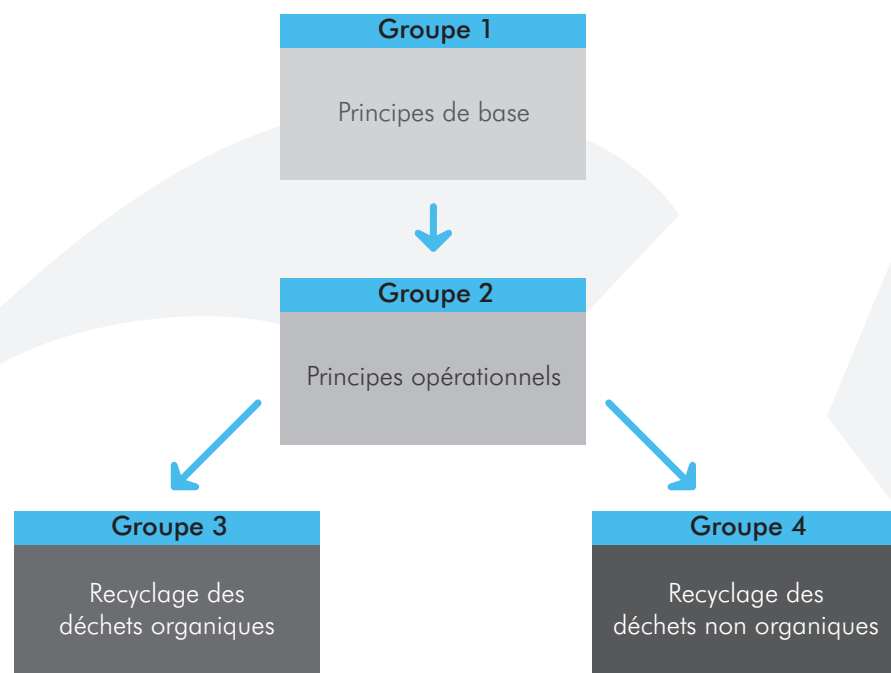 Groupe 1
Principes de base
Groupe 2
Principes opérationnels
Groupe 3
Recyclage des
déchets organiques
Groupe 4
Recyclage des
déchets non organiques